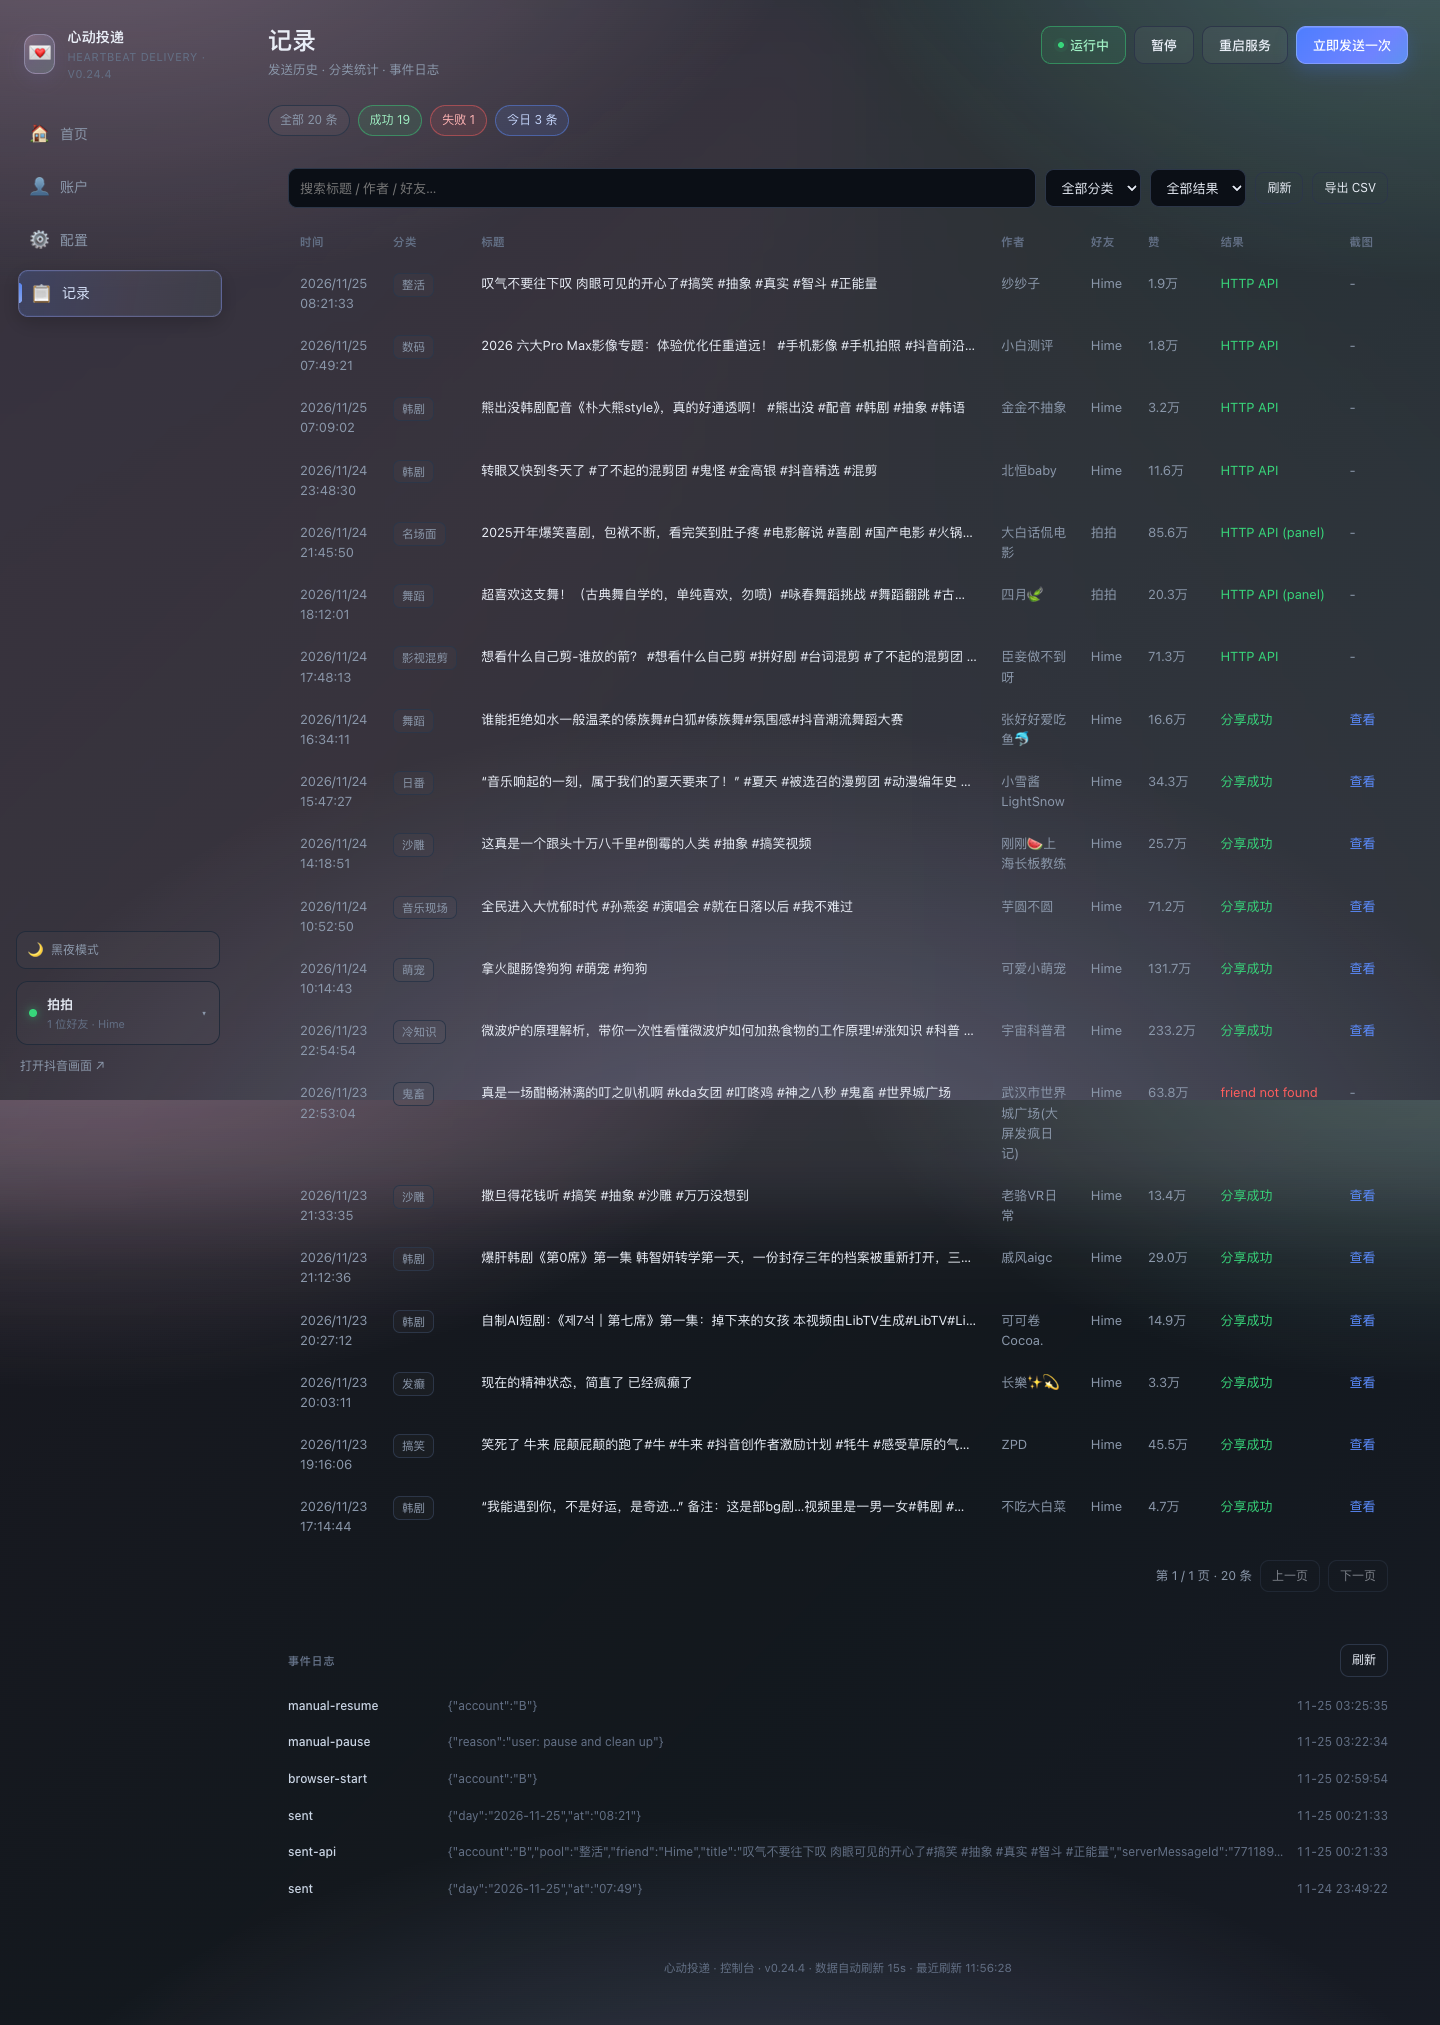 心动投递
HEARTBEAT DELIVERY ·
V0.24.4
首页
账户
配置
记录
黑夜模式
拍拍
1 位好友 · Hime
打开抖音画面 ↗
记录
发送历史 · 分类统计 · 事件日志
运行中
暂停
重启服务
立即发送一次
全部 20 条
成功 19
失败 1
今日 3 条
搜索标题 / 作者 / 好友...
全部分类
全部结果
刷新
导出 CSV
时间 分类 标题 作者 好友 赞 结果 截图
2026/11/25 整活 叹气不要往下叹 肉眼可见的开心了#搞笑 #抽象 #真实 #智斗 #正能量 纱纱子 Hime 1.9万 HTTP API -
08:21:33
2026/11/25 数码 2026 六大Pro Max影像专题：体验优化任重道远！ #手机影像 #手机拍照 #抖音前沿... 小白测评 Hime 1.8万 HTTP API -
07:49:21
2026/11/25 韩剧 熊出没韩剧配音《朴大熊style》，真的好通透啊！ #熊出没 #配音 #韩剧 #抽象 #韩语 金金不抽象 Hime 3.2万 HTTP API -
07:09:02
2026/11/24 韩剧 转眼又快到冬天了 #了不起的混剪团 #鬼怪 #金高银 #抖音精选 #混剪 北恒baby Hime 11.6万 HTTP API -
23:48:30
2026/11/24 名场面 2025开年爆笑喜剧，包袱不断，看完笑到肚子疼 #电影解说 #喜剧 #国产电影 #火锅... 大白话侃电 拍拍 85.6万 HTTP API (panel) -
21:45:50 影
2026/11/24 舞蹈 超喜欢这支舞！（古典舞自学的，单纯喜欢，勿喷）#咏春舞蹈挑战 #舞蹈翻跳 #古... 四月 拍拍 20.3万 HTTP API (panel) -
18:12:01
2026/11/24 影视混剪 想看什么自己剪-谁放的箭？ #想看什么自己剪 #拼好剧 #台词混剪 #了不起的混剪团 ... 臣妾做不到 Hime 71.3万 HTTP API -
17:48:13 呀
2026/11/24 舞蹈 谁能拒绝如水一般温柔的傣族舞#白狐#傣族舞#氛围感#抖音潮流舞蹈大赛 张好好爱吃 Hime 16.6万 分享成功 查看
16:34:11 鱼🐬
2026/11/24 日番 “音乐响起的一刻，属于我们的夏天要来了！” #夏天 #被选召的漫剪团 #动漫编年史 ... 小雪酱 Hime 34.3万 分享成功 查看
15:47:27 LightSnow
2026/11/24 沙雕 这真是一个跟头十万八千里#倒霉的人类 #抽象 #搞笑视频 刚刚🍉上 Hime 25.7万 分享成功 查看
14:18:51 海长板教练
2026/11/24 音乐现场 全民进入大忧郁时代 #孙燕姿 #演唱会 #就在日落以后 #我不难过 芋圆不圆 Hime 71.2万 分享成功 查看
10:52:50
2026/11/24 萌宠 拿火腿肠馋狗狗 #萌宠 #狗狗 可爱小萌宠 Hime 131.7万 分享成功 查看
10:14:43
2026/11/23 冷知识 微波炉的原理解析，带你一次性看懂微波炉如何加热食物的工作原理!#涨知识 #科普 ... 宇宙科普君 Hime 233.2万 分享成功 查看
22:54:54
2026/11/23 鬼畜 真是一场酣畅淋漓的叮之叭机啊 #kda女团 #叮咚鸡 #神之八秒 #鬼畜 #世界城广场 武汉市世界 Hime 63.8万 friend not found -
22:53:04 城广场(大
屏发疯日
记)
2026/11/23 沙雕 撒旦得花钱听 #搞笑 #抽象 #沙雕 #万万没想到 老骆VR日 Hime 13.4万 分享成功 查看
21:33:35 常
2026/11/23 韩剧 爆肝韩剧《第0席》第一集 韩智妍转学第一天，一份封存三年的档案被重新打开，三... 戚风aigc Hime 29.0万 分享成功 查看
21:12:36
2026/11/23 韩剧 自制AI短剧：《제7석 | 第七席》第一集：掉下来的女孩 本视频由LibTV生成#LibTV#Li... 可可卷 Hime 14.9万 分享成功 查看
20:27:12 Cocoa.
2026/11/23 发癫 现在的精神状态，简直了 已经疯癫了 长樂✨💫 Hime 3.3万 分享成功 查看
20:03:11
2026/11/23 搞笑 笑死了 牛来 屁颠屁颠的跑了#牛 #牛来 #抖音创作者激励计划 #牦牛 #感受草原的气... ZPD Hime 45.5万 分享成功 查看
19:16:06
2026/11/23 韩剧 “我能遇到你，不是好运，是奇迹...” 备注：这是部bg剧...视频里是一男一女#韩剧 #... 不吃大白菜 Hime 4.7万 分享成功 查看
17:14:44
第 1 / 1 页 · 20 条 上一页 下一页
事件日志 刷新
manual-resume {"account":"B"} 11-25 03:25:35
manual-pause {"reason":"user: pause and clean up"} 11-25 03:22:34
browser-start {"account":"B"} 11-25 02:59:54
sent {"day":"2026-11-25","at":"08:21"} 11-25 00:21:33
sent-api {"account":"B","pool":"整活","friend":"Hime","title":"叹气不要往下叹 肉眼可见的开心了#搞笑 #抽象 #真实 #智斗 #正能量","serverMessageId":"771189... 11-25 00:21:33
sent {"day":"2026-11-25","at":"07:49"} 11-24 23:49:22
心动投递 · 控制台 · v0.24.4 · 数据自动刷新 15s · 最近刷新 11:56:28